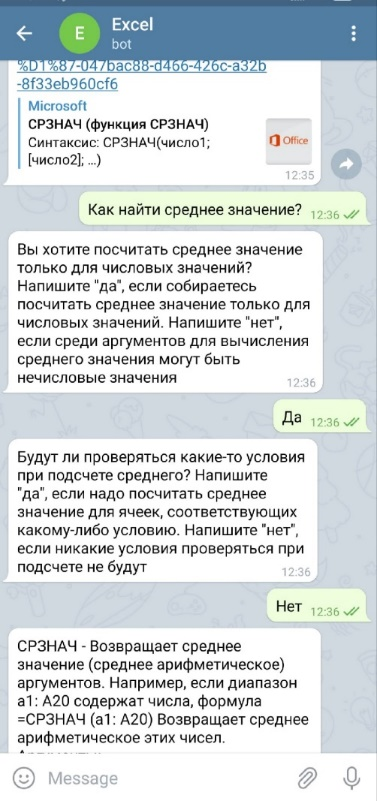 Excel
E
bot
%D1%87-047bac88-d466-426c-a32b
-8f33eb960cf6
Microsoft
СРЗНАЧ (функция СРЗНАЧ)
Синтаксис: СРЗНАЧ(число1;
[число2]; ...)
Office
12:35
Как найти среднее значение? 12:36
Вы хотите посчитать среднее значение
только для числовых значений?
Напишите "да", если собираетесь
посчитать среднее значение только для
числовых значений. Напишите "нет",
если среди аргументов для вычисления
среднего значения могут быть
нечисловые значения
12:36
Да 12:36
Будут ли проверяться какие-то условия
при подсчете среднего? Напишите
"да", если надо посчитать среднее
значение для ячеек, соответствующих
какому-либо условию. Напишите "нет",
если никакие условия проверяться при
подсчете не будут
12:36
Нет 12:36
СРЗНАЧ - Возвращает среднее
значение (среднее арифметическое)
аргументов. Например, если диапазон
a1: A20 содержат числа, формула
=СРЗНАЧ (a1: A20) Возвращает среднее
арифметическое этих чисел.
Message